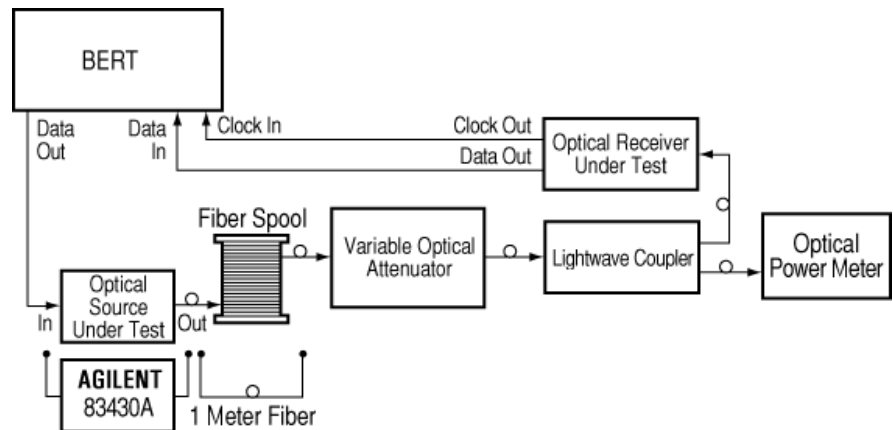 BERT
Data
Out
Data
In
Clock In
Clock Out
Data Out
Optical Receiver
Under Test
Fiber Spool
Variable Optical
Attenuator
Lightwave Coupler
Optical
Power Meter
In
Optical
Source
Under Test
Out
AGILENT
83430A
1 Meter Fiber